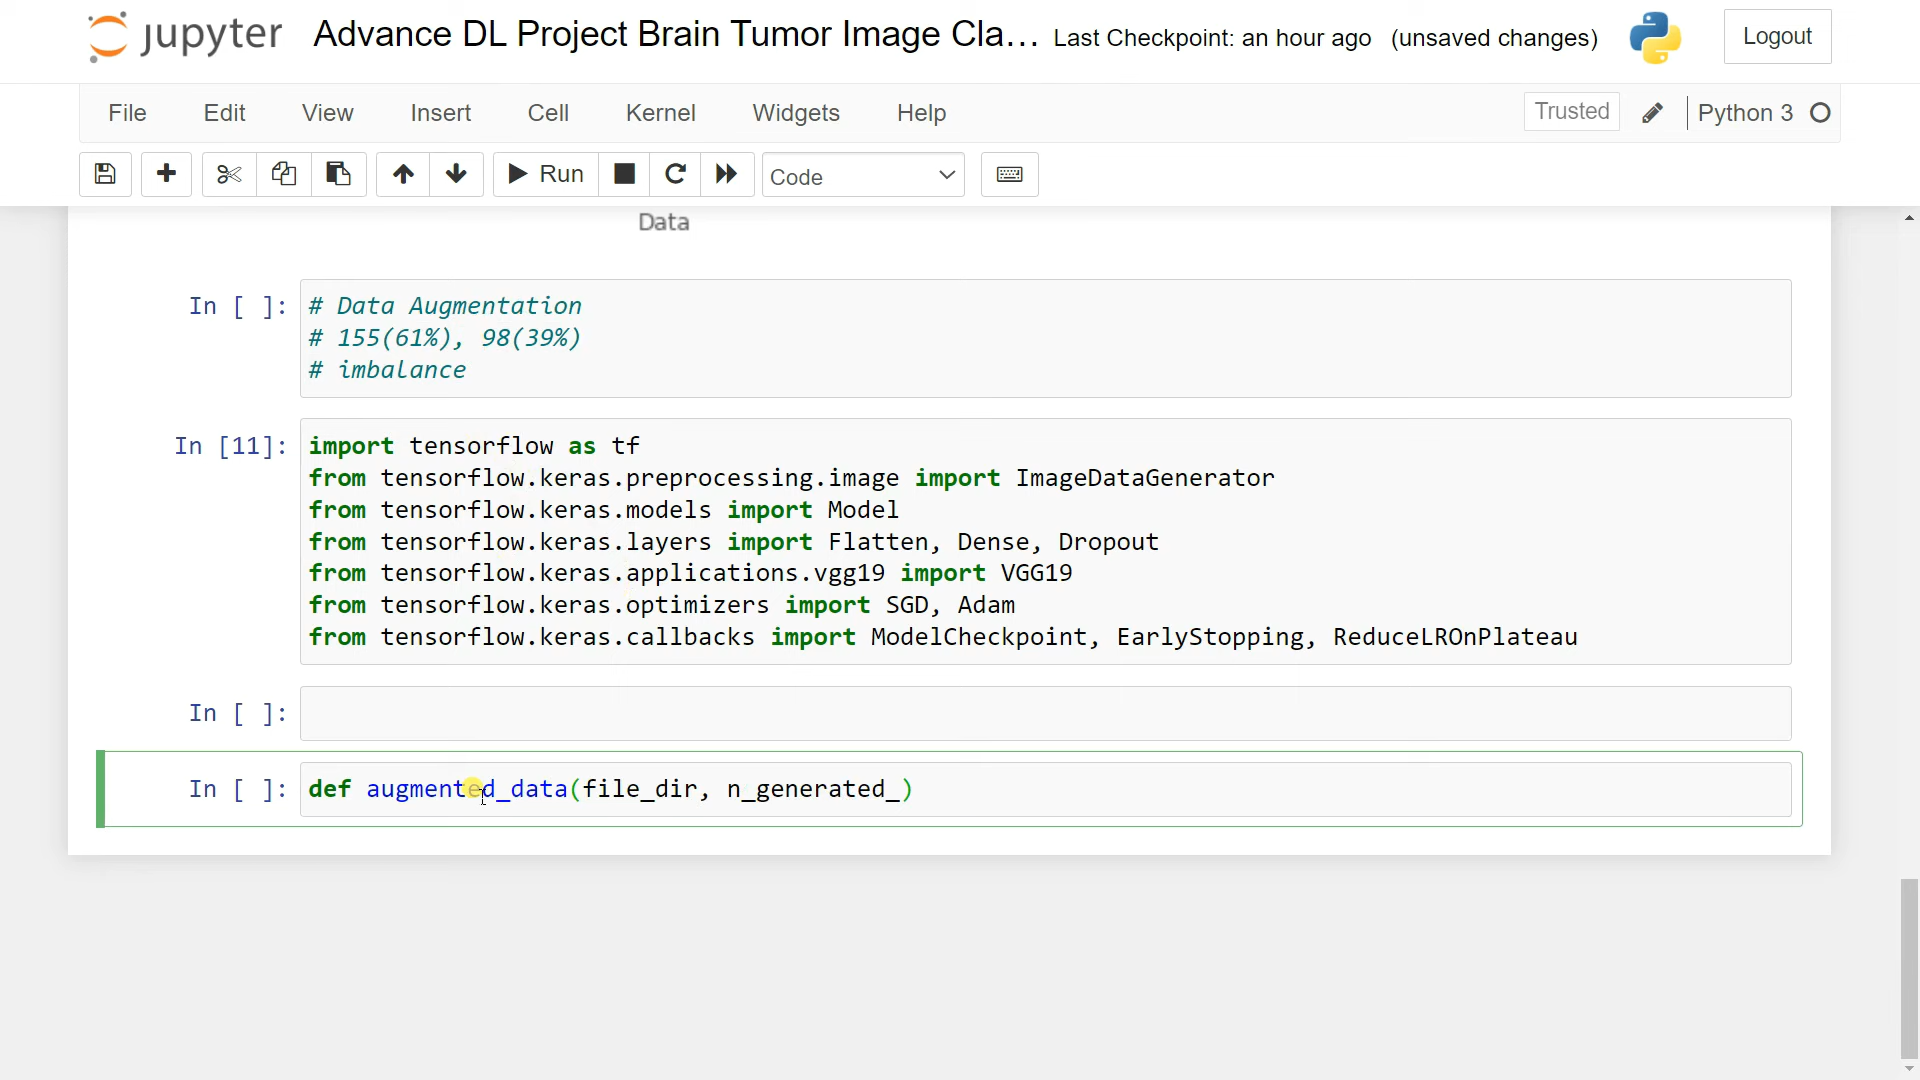 jupyter Advance DL Project Brain Tumor Image Cla... Last Checkpoint: an hour ago (unsaved changes) Logout
File Edit View Insert Cell Kernel Widgets Help Trusted Python 3
Run Code
Data
In [ ]: # Data Augmentation
# 155(61%), 98(39%)
# imbalance
In [11]: import tensorflow as tf
from tensorflow.keras.preprocessing.image import ImageDataGenerator
from tensorflow.keras.models import Model
from tensorflow.keras.layers import Flatten, Dense, Dropout
from tensorflow.keras.applications.vgg19 import VGG19
from tensorflow.keras.optimizers import SGD, Adam
from tensorflow.keras.callbacks import ModelCheckpoint, EarlyStopping, ReduceLROnPlateau
In [ ]:
In [ ]: def augmented_data(file_dir, n_generated_)